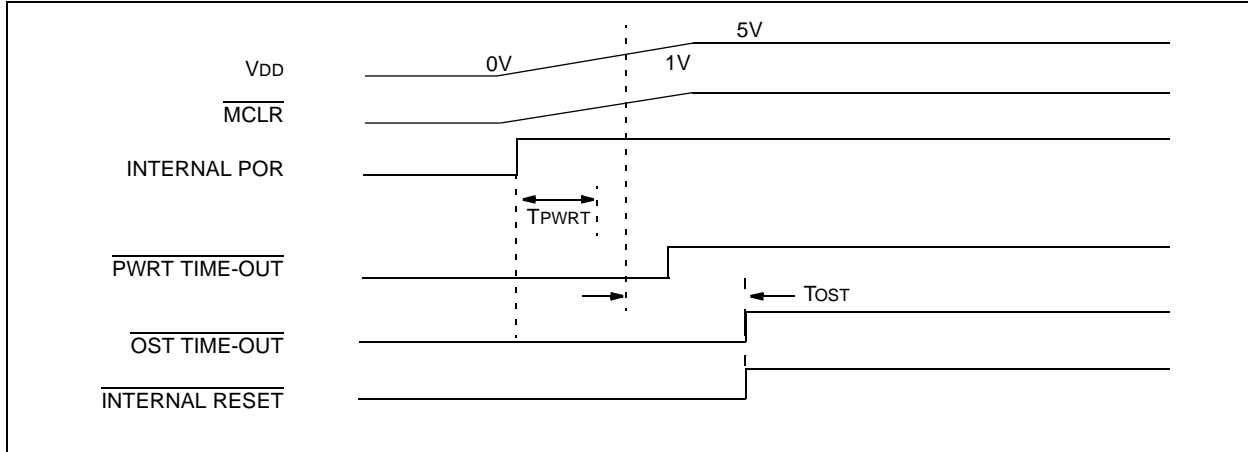 5V
0V
1V
VDD
MCLR
INTERNAL POR
TPWRT
PWRT TIME-OUT
TOST
OST TIME-OUT
INTERNAL RESET